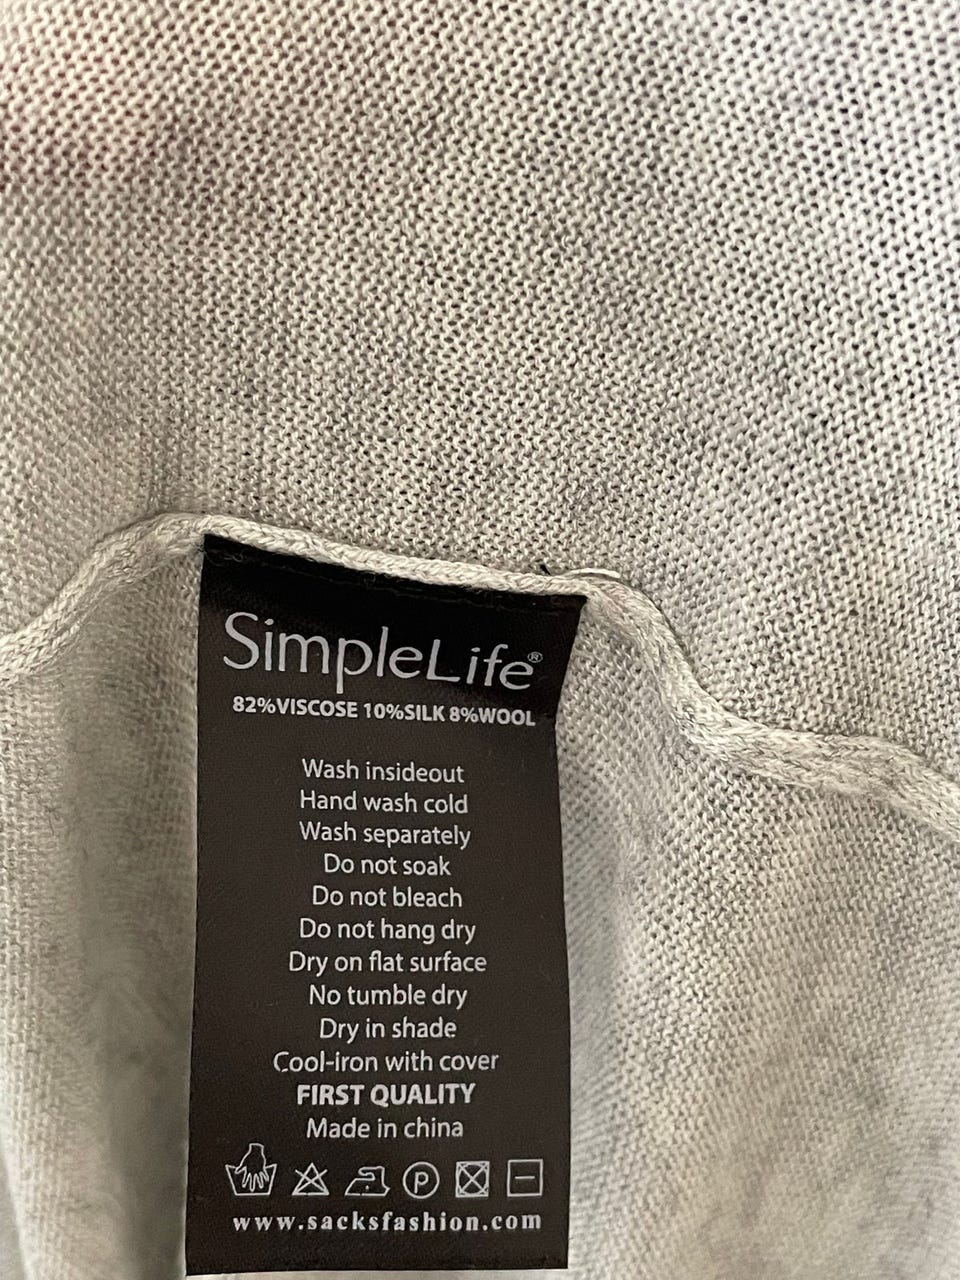 SimpleLife®
82%VISCOSE 10%SILK 8%WOOL
Wash insideout
Hand wash cold
Wash separately
Do not soak
Do not bleach
Do not hang dry
Dry on flat surface
No tumble dry
Dry in shade
Cool-iron with cover
FIRST QUALITY
Made in china
P
www.sacksfashion.com